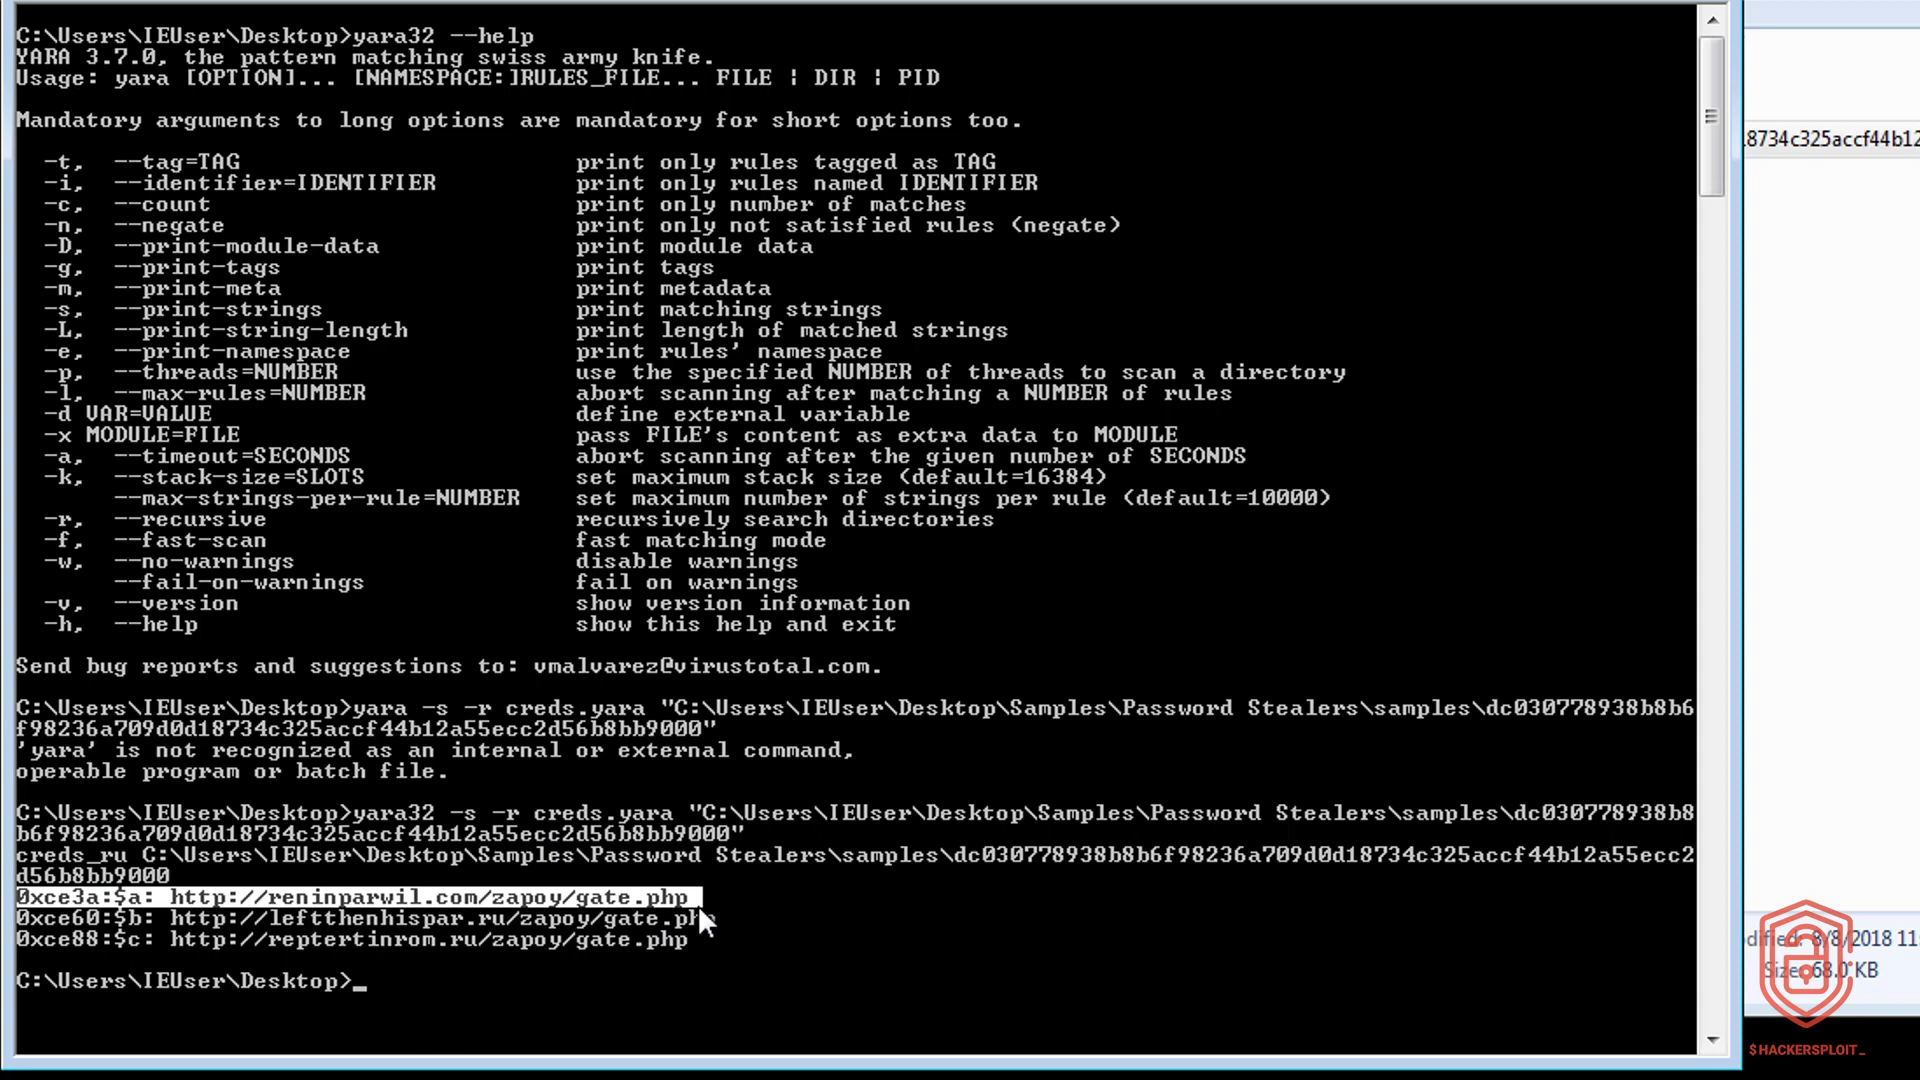 C:\Users\IEUser\Desktop>yara32 --help
YARA 3.7.0, the pattern matching swiss army knife.
Usage: yara [OPTION]... [NAMESPACE:]RULES_FILE... FILE | DIR | PID
Mandatory arguments to long options are mandatory for short options too.
-t, --tag=TAG print only rules tagged as TAG
-i, --identifier=IDENTIFIER print only rules named IDENTIFIER
-c, --count print only number of matches
-n, --negate print only not satisfied rules (negate)
-D, --print-module-data print module data
-g, --print-tags print tags
-m, --print-meta print metadata
-s, --print-strings print matching strings
-L, --print-string-length print length of matched strings
-e, --print-namespace print rules' namespace
-p, --threads=NUMBER use the specified NUMBER of threads to scan a directory
-l, --max-rules=NUMBER abort scanning after matching a NUMBER of rules
-d VAR=VALUE define external variable
-x MODULE=FILE pass FILE's content as extra data to MODULE
-a, --timeout=SECONDS abort scanning after the given number of SECONDS
-k, --stack-size=SLOTS set maximum stack size (default=16384)
--max-strings-per-rule=NUMBER set maximum number of strings per rule (default=10000)
-r, --recursive recursively search directories
-f, --fast-scan fast matching mode
-w, --no-warnings disable warnings
--fail-on-warnings fail on warnings
-v, --version show version information
-h, --help show this help and exit
Send bug reports and suggestions to: vmalvarez@virustotal.com.
C:\Users\IEUser\Desktop>yara -s -r creds.yara "C:\Users\IEUser\Desktop\Samples\Password Stealers\samples\dc030778938b8b6
f98236a709d0d18734c325accf44b12a55ecc2d56b8bb9000"
'yara' is not recognized as an internal or external command,
operable program or batch file.
C:\Users\IEUser\Desktop>yara32 -s -r creds.yara "C:\Users\IEUser\Desktop\Samples\Password Stealers\samples\dc030778938b8
b6f98236a709d0d18734c325accf44b12a55ecc2d56b8bb9000"
creds_ru C:\Users\IEUser\Desktop\Samples\Password Stealers\samples\dc030778938b8b6f98236a709d0d18734c325accf44b12a55ecc2
d56b8bb9000
0xce3a:$a: http://reninparwil.com/zapoy/gate.php
0xce60:$b: http://leftthenhispar.ru/zapoy/gate.php
0xce88:$c: http://reptertinrom.ru/zapoy/gate.php
C:\Users\IEUser\Desktop>_
18734c325accf44b12
dified: 8/8/2018 11:
Size: 68.0 KB
$HACKERSPLOIT_